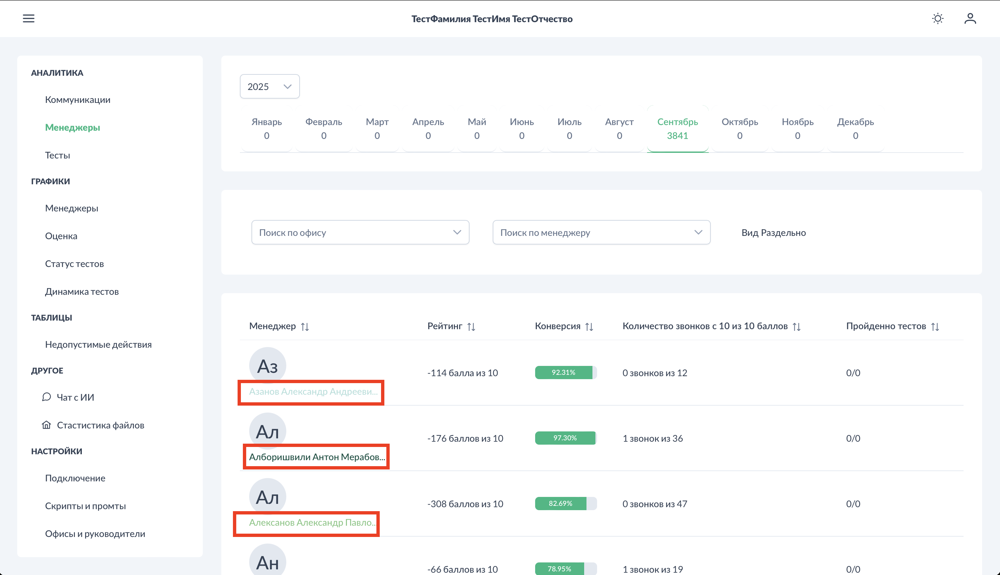 ТестФамилия ТестИмя ТестОтчество
АНАЛИТИКА
Коммуникации
Менеджеры
Тесты
ГРАФИКИ
Менеджеры
Оценка
Статус тестов
Динамика тестов
ТАБЛИЦЫ
Недопустимые действия
ДРУГОЕ
Чат с ИИ
Стастистика файлов
НАСТРОЙКИ
Подключение
Скрипты и промты
Офисы и руководители
2025
Январь Февраль Март Апрель Май Июнь Июль Август Сентябрь Октябрь Ноябрь Декабрь
0 0 0 0 0 0 0 0 3841 0 0 0
Поиск по офису Поиск по менеджеру Вид Раздельно
Менеджер Рейтинг Конверсия Количество звонков с 10 из 10 баллов Пройденно тестов
Аз
-114 балла из 10 92.31% 0 звонков из 12 0/0
Азанов Александр Андрееви...
Ал
-176 баллов из 10 97.30% 1 звонок из 36 0/0
Алборишвили Антон Мерабов...
Ал
-308 баллов из 10 82.69% 0 звонков из 47 0/0
Алексанов Александр Павло...
Ан
-66 баллов из 10 78.95% 1 звонок из 19 0/0